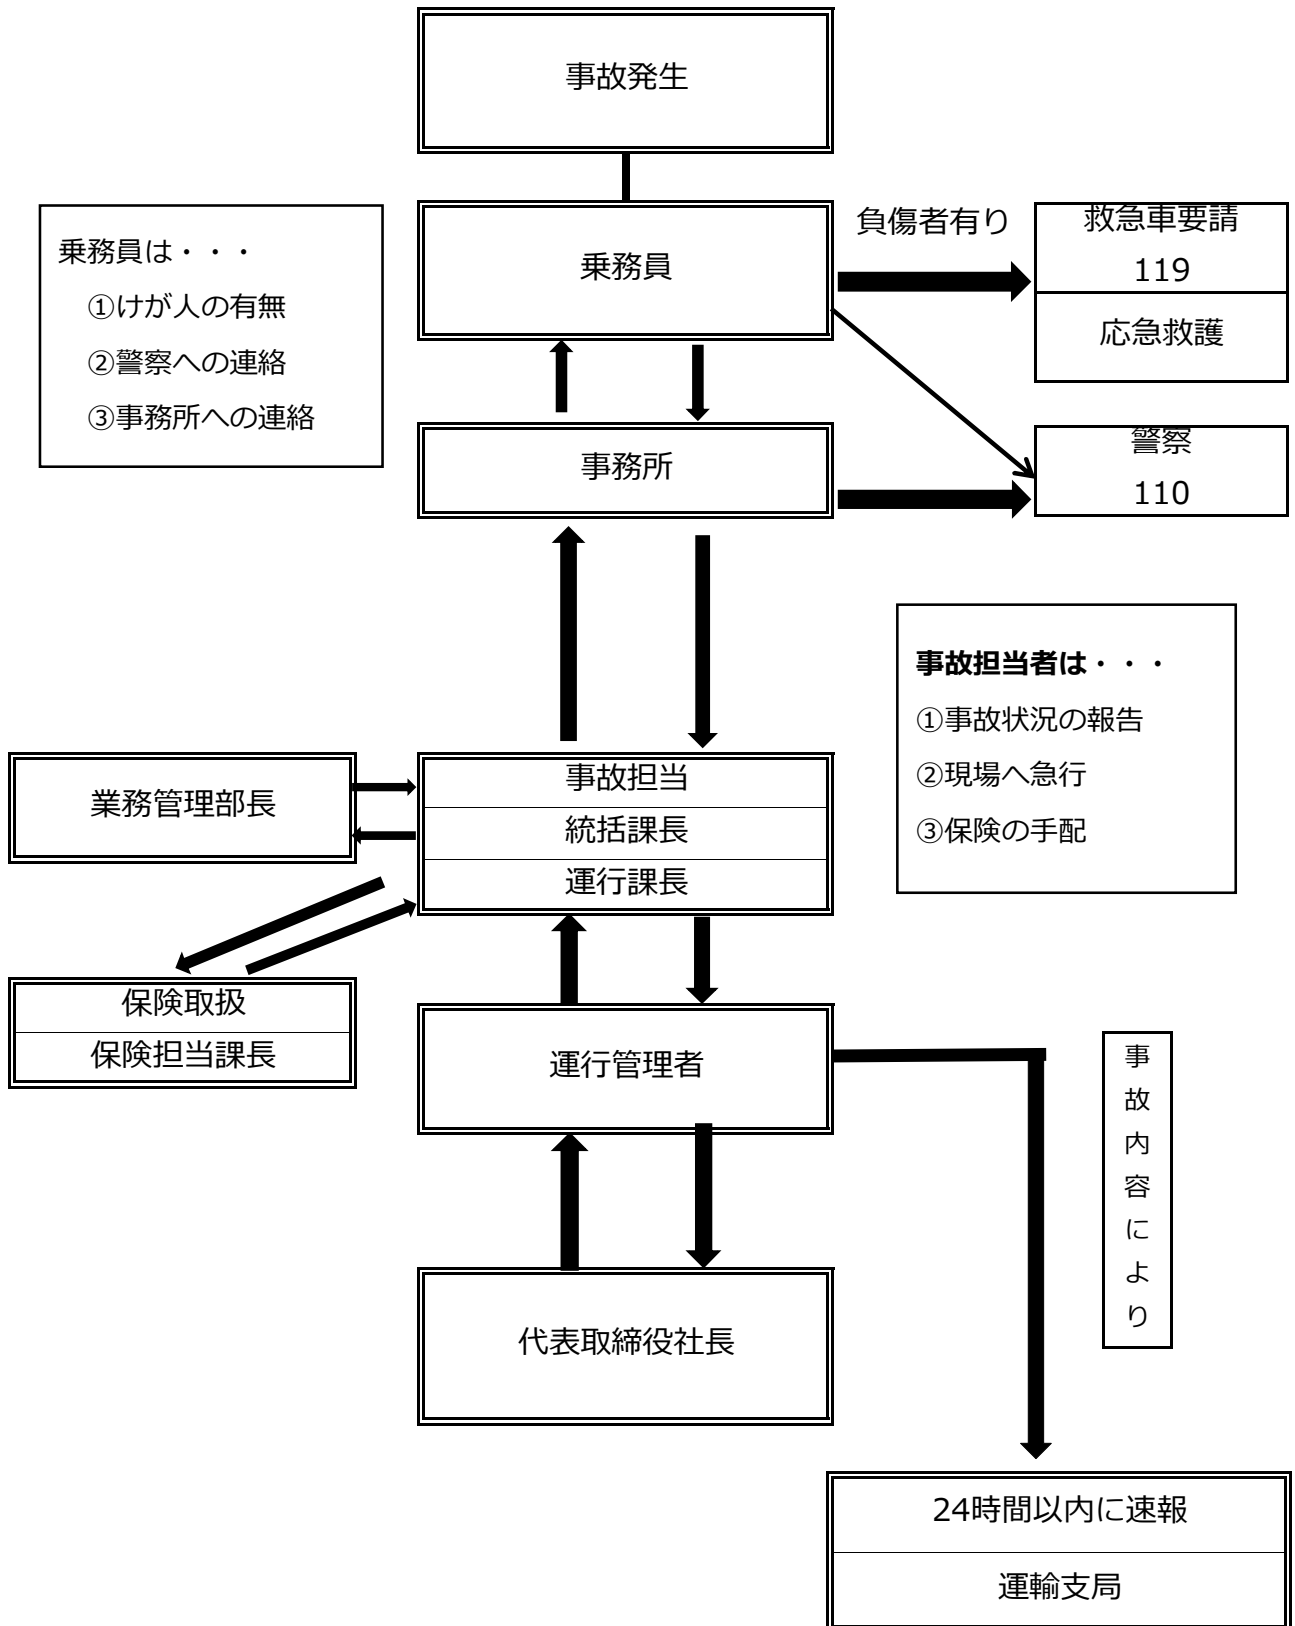 事故発生
乗務員は・・・
①けが人の有無
②警察への連絡
③事務所への連絡
乗務員
負傷者有り
救急車要請
119
応急救護
事務所
警察
110
事故担当者は・・・
①事故状況の報告
②現場へ急行
③保険の手配
業務管理部長
事故担当
統括課長
運行課長
保険取扱
保険担当課長
運行管理者
事故内容により
代表取締役社長
24時間以内に速報
運輸支局